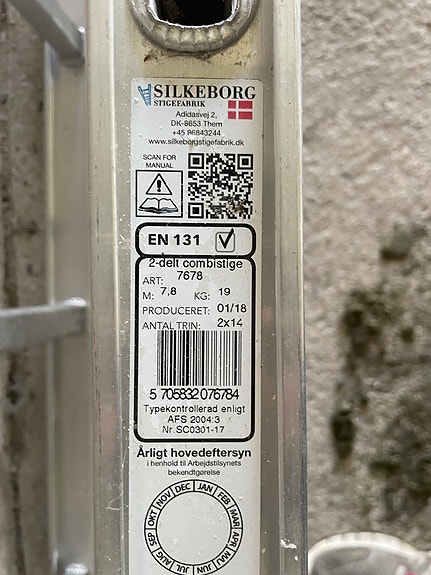 SILKEBORG
STIGEFABRIK
Adidasvej 2,
DK-8653 Them
+45 86843244
www.silkeborgstigefabrik.dk
SCAN FOR
MANUAL
EN 131
2-delt combistige
ART: 7678
M: 7,8 KG: 19
PRODUCERET: 01/18
ANTAL TRIN: 2x14
5 705832 076784
Typekontrollerad enligt
AFS 2004:3
Nr.SC0301-17
Årligt hovedeftersyn
i henhold til Arbejdstilsynets
bekendtgørelse
JAN FEB MAR APR MAJ JUN JUL AUG SEP OKT NOV DEC